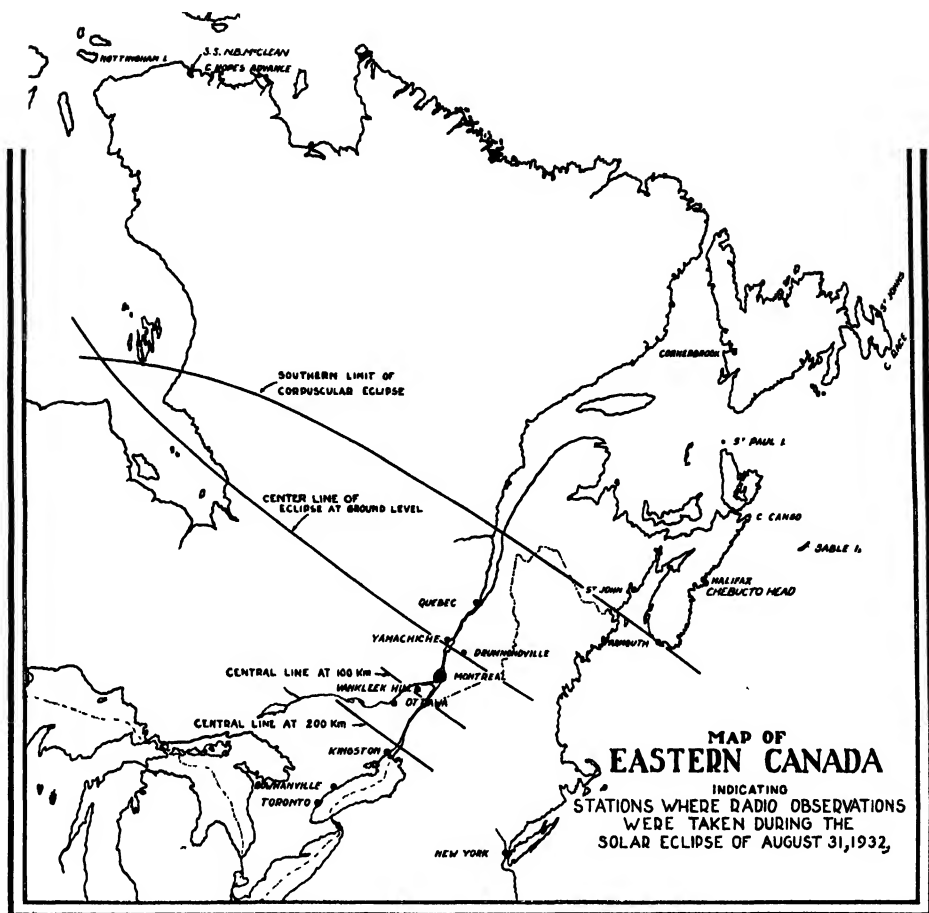 NOTTINGHAM I.
S.S. N.B. McLEAN
C. HOPES ADVANCE
ST JOHNS
C RACE
CORNERBROOK
SOUTHERN LIMIT OF
CORPUSCULAR ECLIPSE
ST PAUL I.
CENTER LINE OF
ECLIPSE AT GROUND LEVEL
C CANSO
SABLE I.
HALIFAX
CHEBUCTO HEAD
ST JOHN
QUEBEC
YAMACHICHE
YARMOUTH
DRUMMONDVILLE
CENTRAL LINE AT 100 Km
MONTREAL
VANKLEEK HILL
OTTAWA
CENTRAL LINE AT 200 Km
KINGSTON
BOWMANVILLE
TORONTO
NEW YORK
MAP OF
EASTERN CANADA
INDICATING
STATIONS WHERE RADIO OBSERVATIONS
WERE TAKEN DURING THE
SOLAR ECLIPSE OF AUGUST 31, 1932,